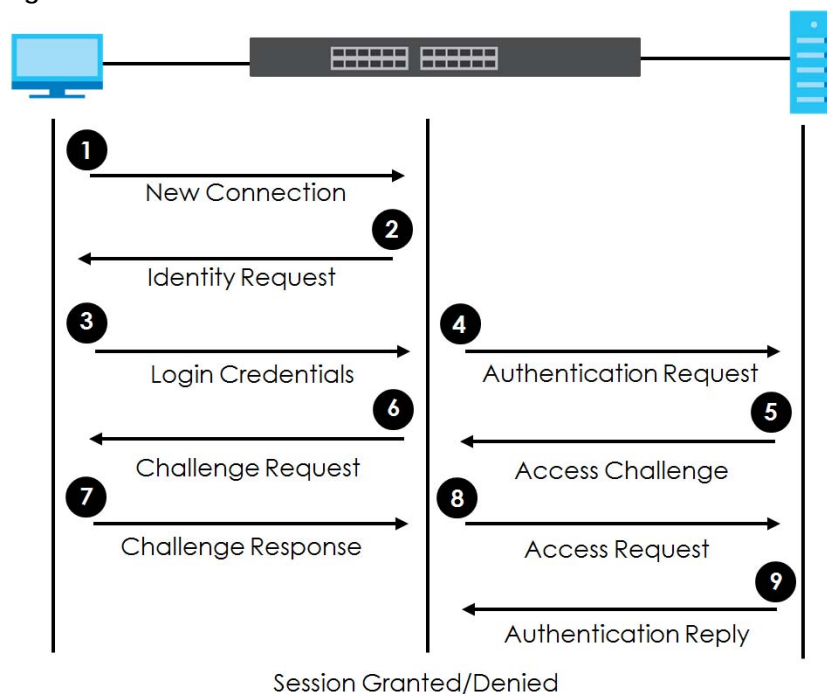 1
New Connection
2
Identity Request
3
4
Login Credentials
Authentication Request
6
5
Challenge Request
Access Challenge
7
8
Challenge Response
Access Request
9
Authentication Reply
Session Granted/Denied